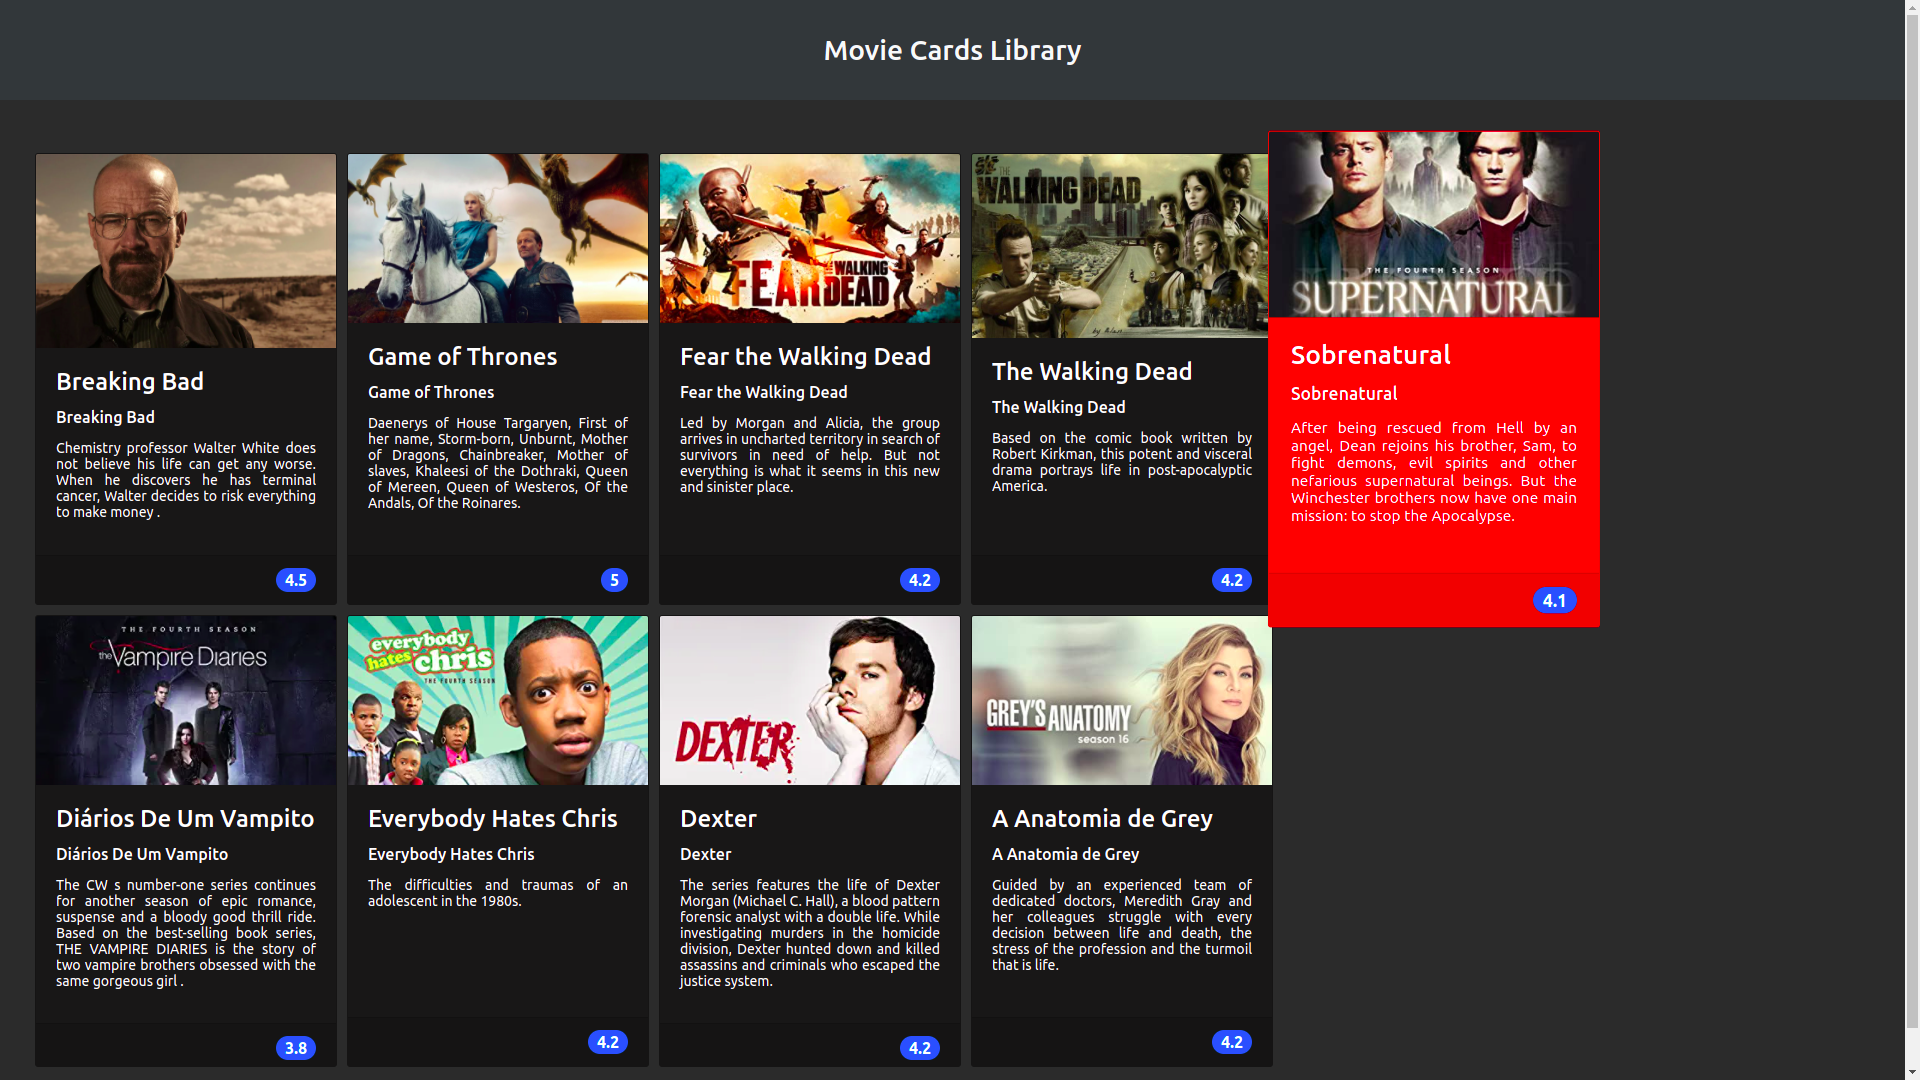 Movie Cards Library
Breaking Bad
Breaking Bad
Chemistry professor Walter White does
not believe his life can get any worse.
When he discovers he has terminal
cancer, Walter decides to risk everything
to make money .
4.5
Game of Thrones
Game of Thrones
Daenerys of House Targaryen, First of
her name, Storm-born, Unburnt, Mother
of Dragons, Chainbreaker, Mother of
slaves, Khaleesi of the Dothraki, Queen
of Mereen, Queen of Westeros, Of the
Andals, Of the Roinares.
5
FEAR THE WALKING DEAD
Fear the Walking Dead
Fear the Walking Dead
Led by Morgan and Alicia, the group
arrives in uncharted territory in search of
survivors in need of help. But not
everything is what it seems in this new
and sinister place.
4.2
THE
WALKING DEAD
The Walking Dead
The Walking Dead
Based on the comic book written by
Robert Kirkman, this potent and visceral
drama portrays life in post-apocalyptic
America.
4.2
THE FOURTH SEASON
SUPERNATURAL
Sobrenatural
Sobrenatural
After being rescued from Hell by an
angel, Dean rejoins his brother, Sam, to
fight demons, evil spirits and other
nefarious supernatural beings. But the
Winchester brothers now have one main
mission: to stop the Apocalypse.
4.1
THE FOURTH SEASON
the Vampire Diaries
Diários De Um Vampito
Diários De Um Vampito
The CW s number-one series continues
for another season of epic romance,
suspense and a bloody good thrill ride.
Based on the best-selling book series,
THE VAMPIRE DIARIES is the story of
two vampire brothers obsessed with the
same gorgeous girl .
3.8
everybody
hates chris
THE FOURTH SEASON
Everybody Hates Chris
Everybody Hates Chris
The difficulties and traumas of an
adolescent in the 1980s.
4.2
DEXTER
Dexter
Dexter
The series features the life of Dexter
Morgan (Michael C. Hall), a blood pattern
forensic analyst with a double life. While
investigating murders in the homicide
division, Dexter hunted down and killed
assassins and criminals who escaped the
justice system.
4.2
GREY'S ANATOMY
season 16
A Anatomia de Grey
A Anatomia de Grey
Guided by an experienced team of
dedicated doctors, Meredith Gray and
her colleagues struggle with every
decision between life and death, the
stress of the profession and the turmoil
that is life.
4.2